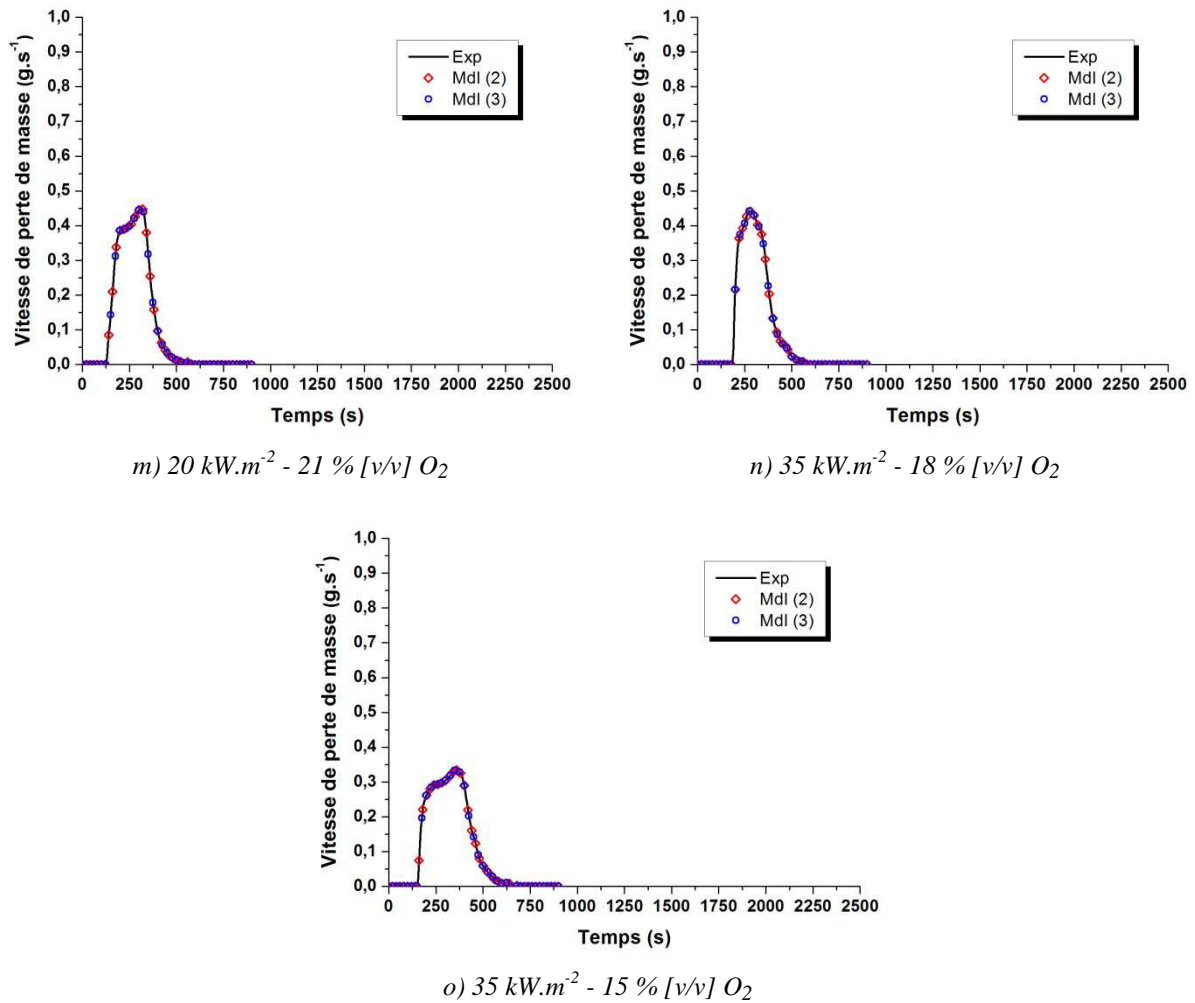 Vitesse de perte de masse (g.s⁻¹)
1,0
0,9
0,8
0,7
0,6
0,5
0,4
0,3
0,2
0,1
0,0
0 250 500 750 1000 1250 1500 1750 2000 2250 2500
Temps (s)
Exp
Mdl (2)
Mdl (3)
m) 20 kW.m⁻² - 21 % [v/v] O₂
Vitesse de perte de masse (g.s⁻¹)
1,0
0,9
0,8
0,7
0,6
0,5
0,4
0,3
0,2
0,1
0,0
0 250 500 750 1000 1250 1500 1750 2000 2250 2500
Temps (s)
Exp
Mdl (2)
Mdl (3)
n) 35 kW.m⁻² - 18 % [v/v] O₂
Vitesse de perte de masse (g.s⁻¹)
1,0
0,9
0,8
0,7
0,6
0,5
0,4
0,3
0,2
0,1
0,0
0 250 500 750 1000 1250 1500 1750 2000 2250 2500
Temps (s)
Exp
Mdl (2)
Mdl (3)
o) 35 kW.m⁻² - 15 % [v/v] O₂